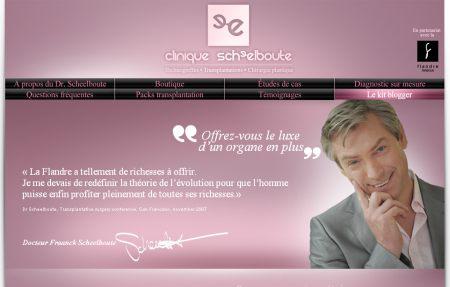 clinique scheelboute
Technogreffes • Transplantations • Chirurgie plastique
En partenariat
avec la
f
flandre
A propos du Dr. Scheelboute
Boutique
Études de cas
Diagnostic sur mesure
Questions fréquentes
Packs transplantation
Témoignages
Le kit blogger
“ Offrez-vous le luxe
d’un organe en plus „
« La Flandre a tellement de richesses à offrir.
Je me devais de redéfinir la théorie de l’évolution pour que l’homme
puisse enfin profiter pleinement de toutes ses richesses.»
Dr Scheelboute, Transplantation surgery conference, San Francisco, novembre 2007
Docteur Franck Scheelboute